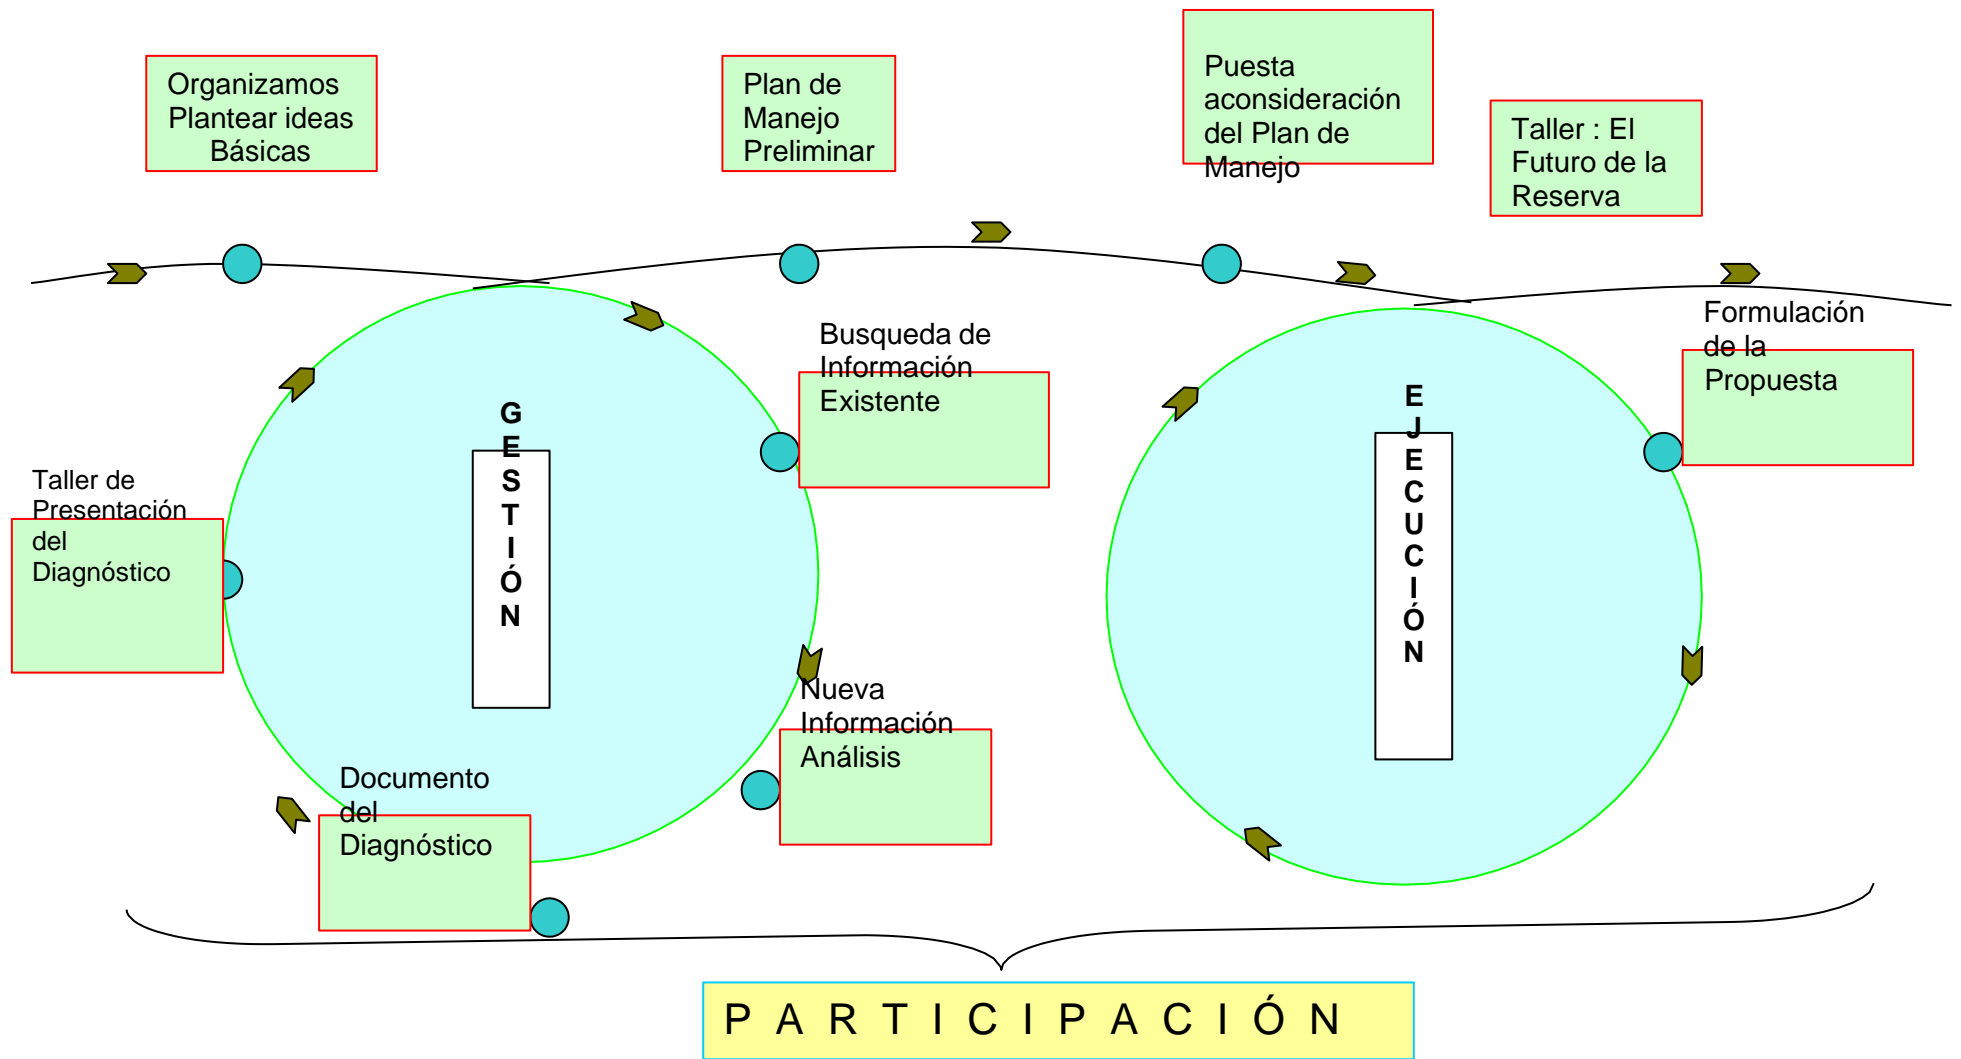 Organizamos
Plantear ideas
Básicas
Plan de
Manejo
Preliminar
Puesta
aconsideración
del Plan de
Manejo
Taller : El
Futuro de la
Reserva
Busqueda de
Información
Existente
Formulación
de la
Propuesta
G
E
S
T
I
Ó
N
E
J
E
C
U
C
I
Ó
N
Taller de
Presentación
del
Diagnóstico
Nueva
Información
Análisis
Documento
del
Diagnóstico
P A R T I C I P A C I Ó N